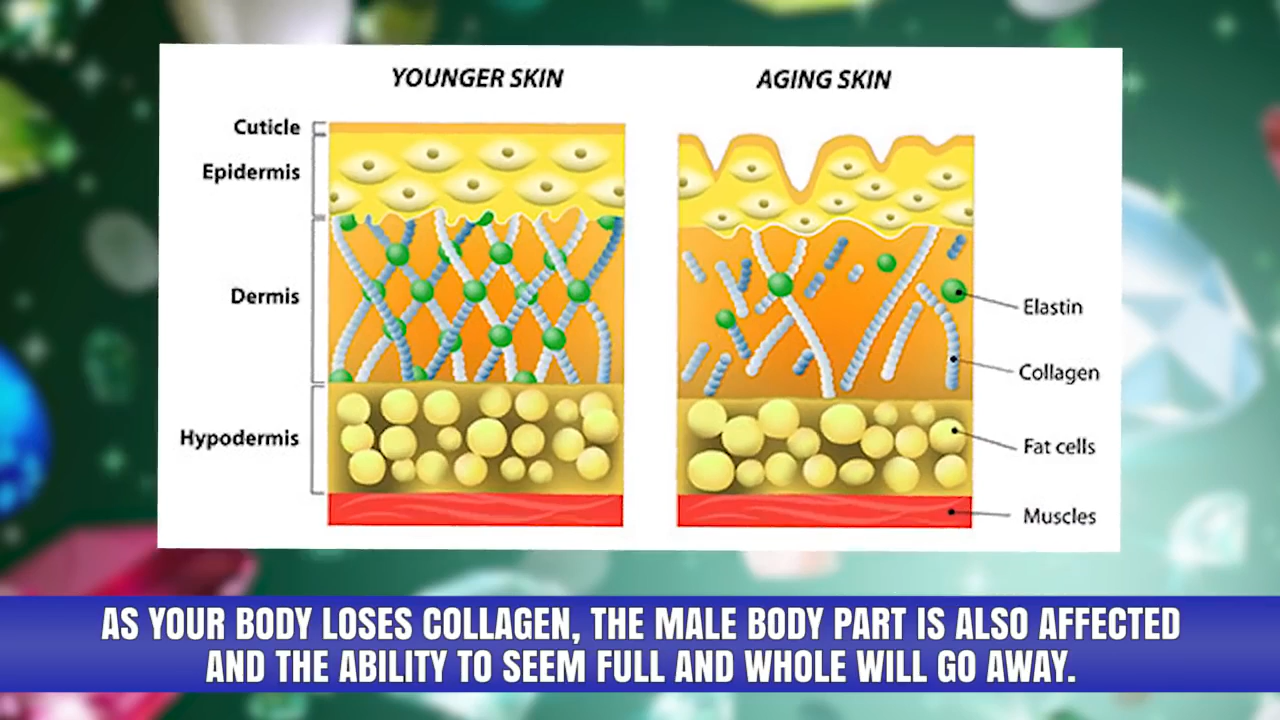 YOUNGER SKIN
AGING SKIN
Cuticle
Epidermis
Dermis
Hypodermis
Elastin
Collagen
Fat cells
Muscles
AS YOUR BODY LOSES COLLAGEN, THE MALE BODY PART IS ALSO AFFECTED
AND THE ABILITY TO SEEM FULL AND WHOLE WILL GO AWAY.